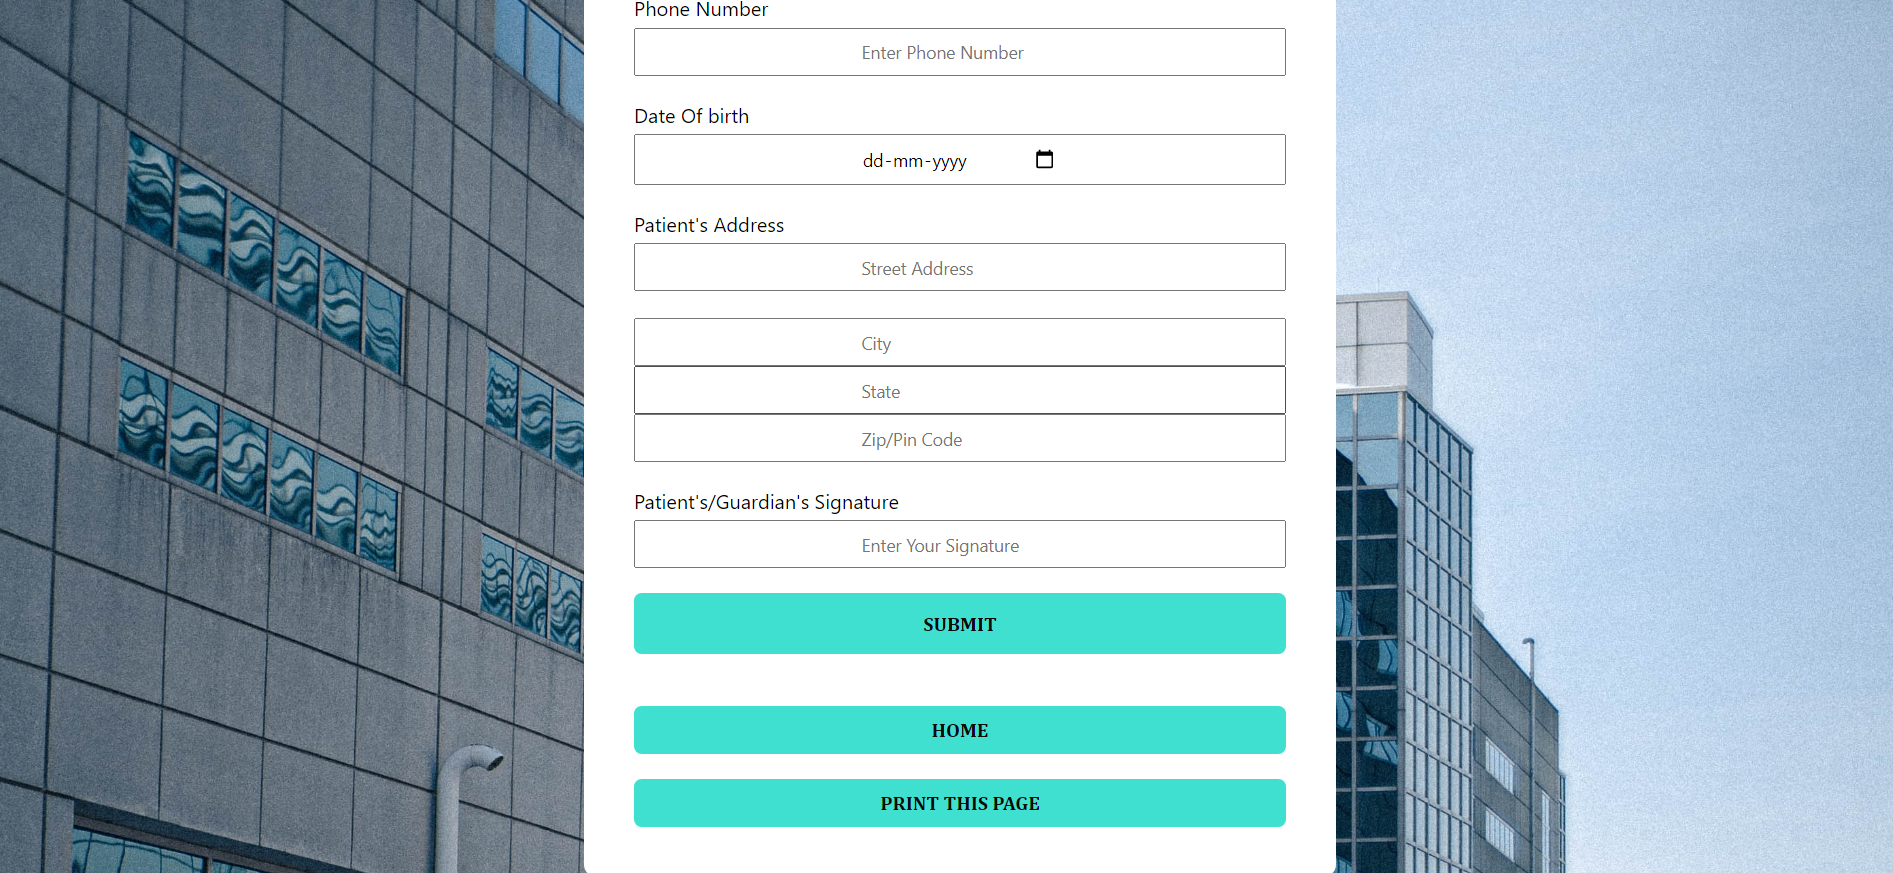 Phone Number
Enter Phone Number
Date Of birth
dd-mm-yyyy
Patient's Address
Street Address
City
State
Zip/Pin Code
Patient's/Guardian's Signature
Enter Your Signature
SUBMIT
HOME
PRINT THIS PAGE